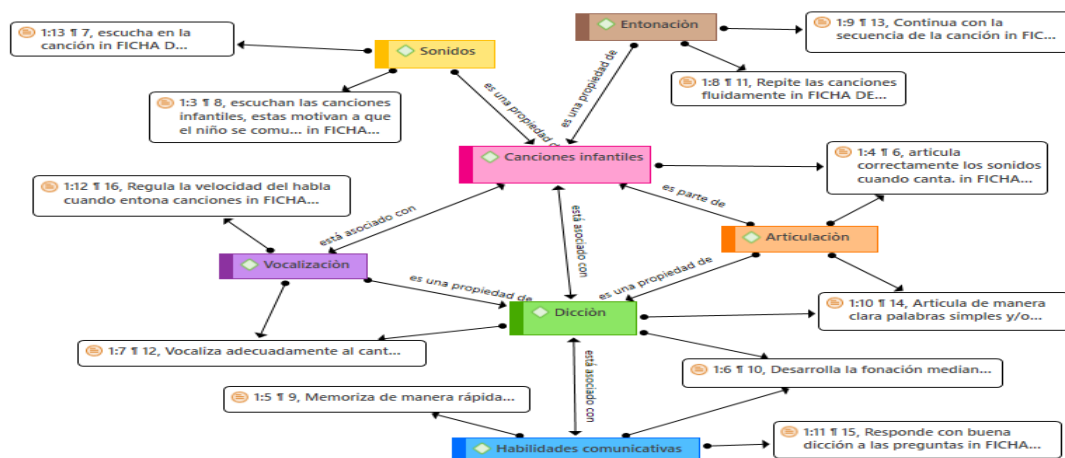 Entonaciòn
1:9 ¶ 13, Continua con la
secuencia de la canción in FIC...
1:13 ¶ 7, escucha en la
canción in FICHA D...
Sonidos
1:8 ¶ 11, Repite las canciones
fluidamente in FICHA DE...
1:3 ¶ 8, escuchan las canciones
infantiles, estas motivan a que
el niño se comu... in FICHA...
es una propiedad de
es una propiedad de
Canciones infantiles
1:4 ¶ 6, articula
correctamente los sonidos
cuando canta. in FICHA...
1:12 ¶ 16, Regula la velocidad del habla
cuando entona canciones in FICHA...
es parte de
está asociado con
está asociado con
Articulaciòn
Vocalizaciòn
es una propiedad de
es una propiedad de
Dicciòn
1:10 ¶ 14, Articula de manera
clara palabras simples y/o...
1:7 ¶ 12, Vocaliza adecuadamente al cant...
está asociado con
1:6 ¶ 10, Desarrolla la fonación median...
1:5 ¶ 9, Memoriza de manera rápida...
1:11 ¶ 15, Responde con buena
dicción a las preguntas in FICHA...
Habilidades comunicativas